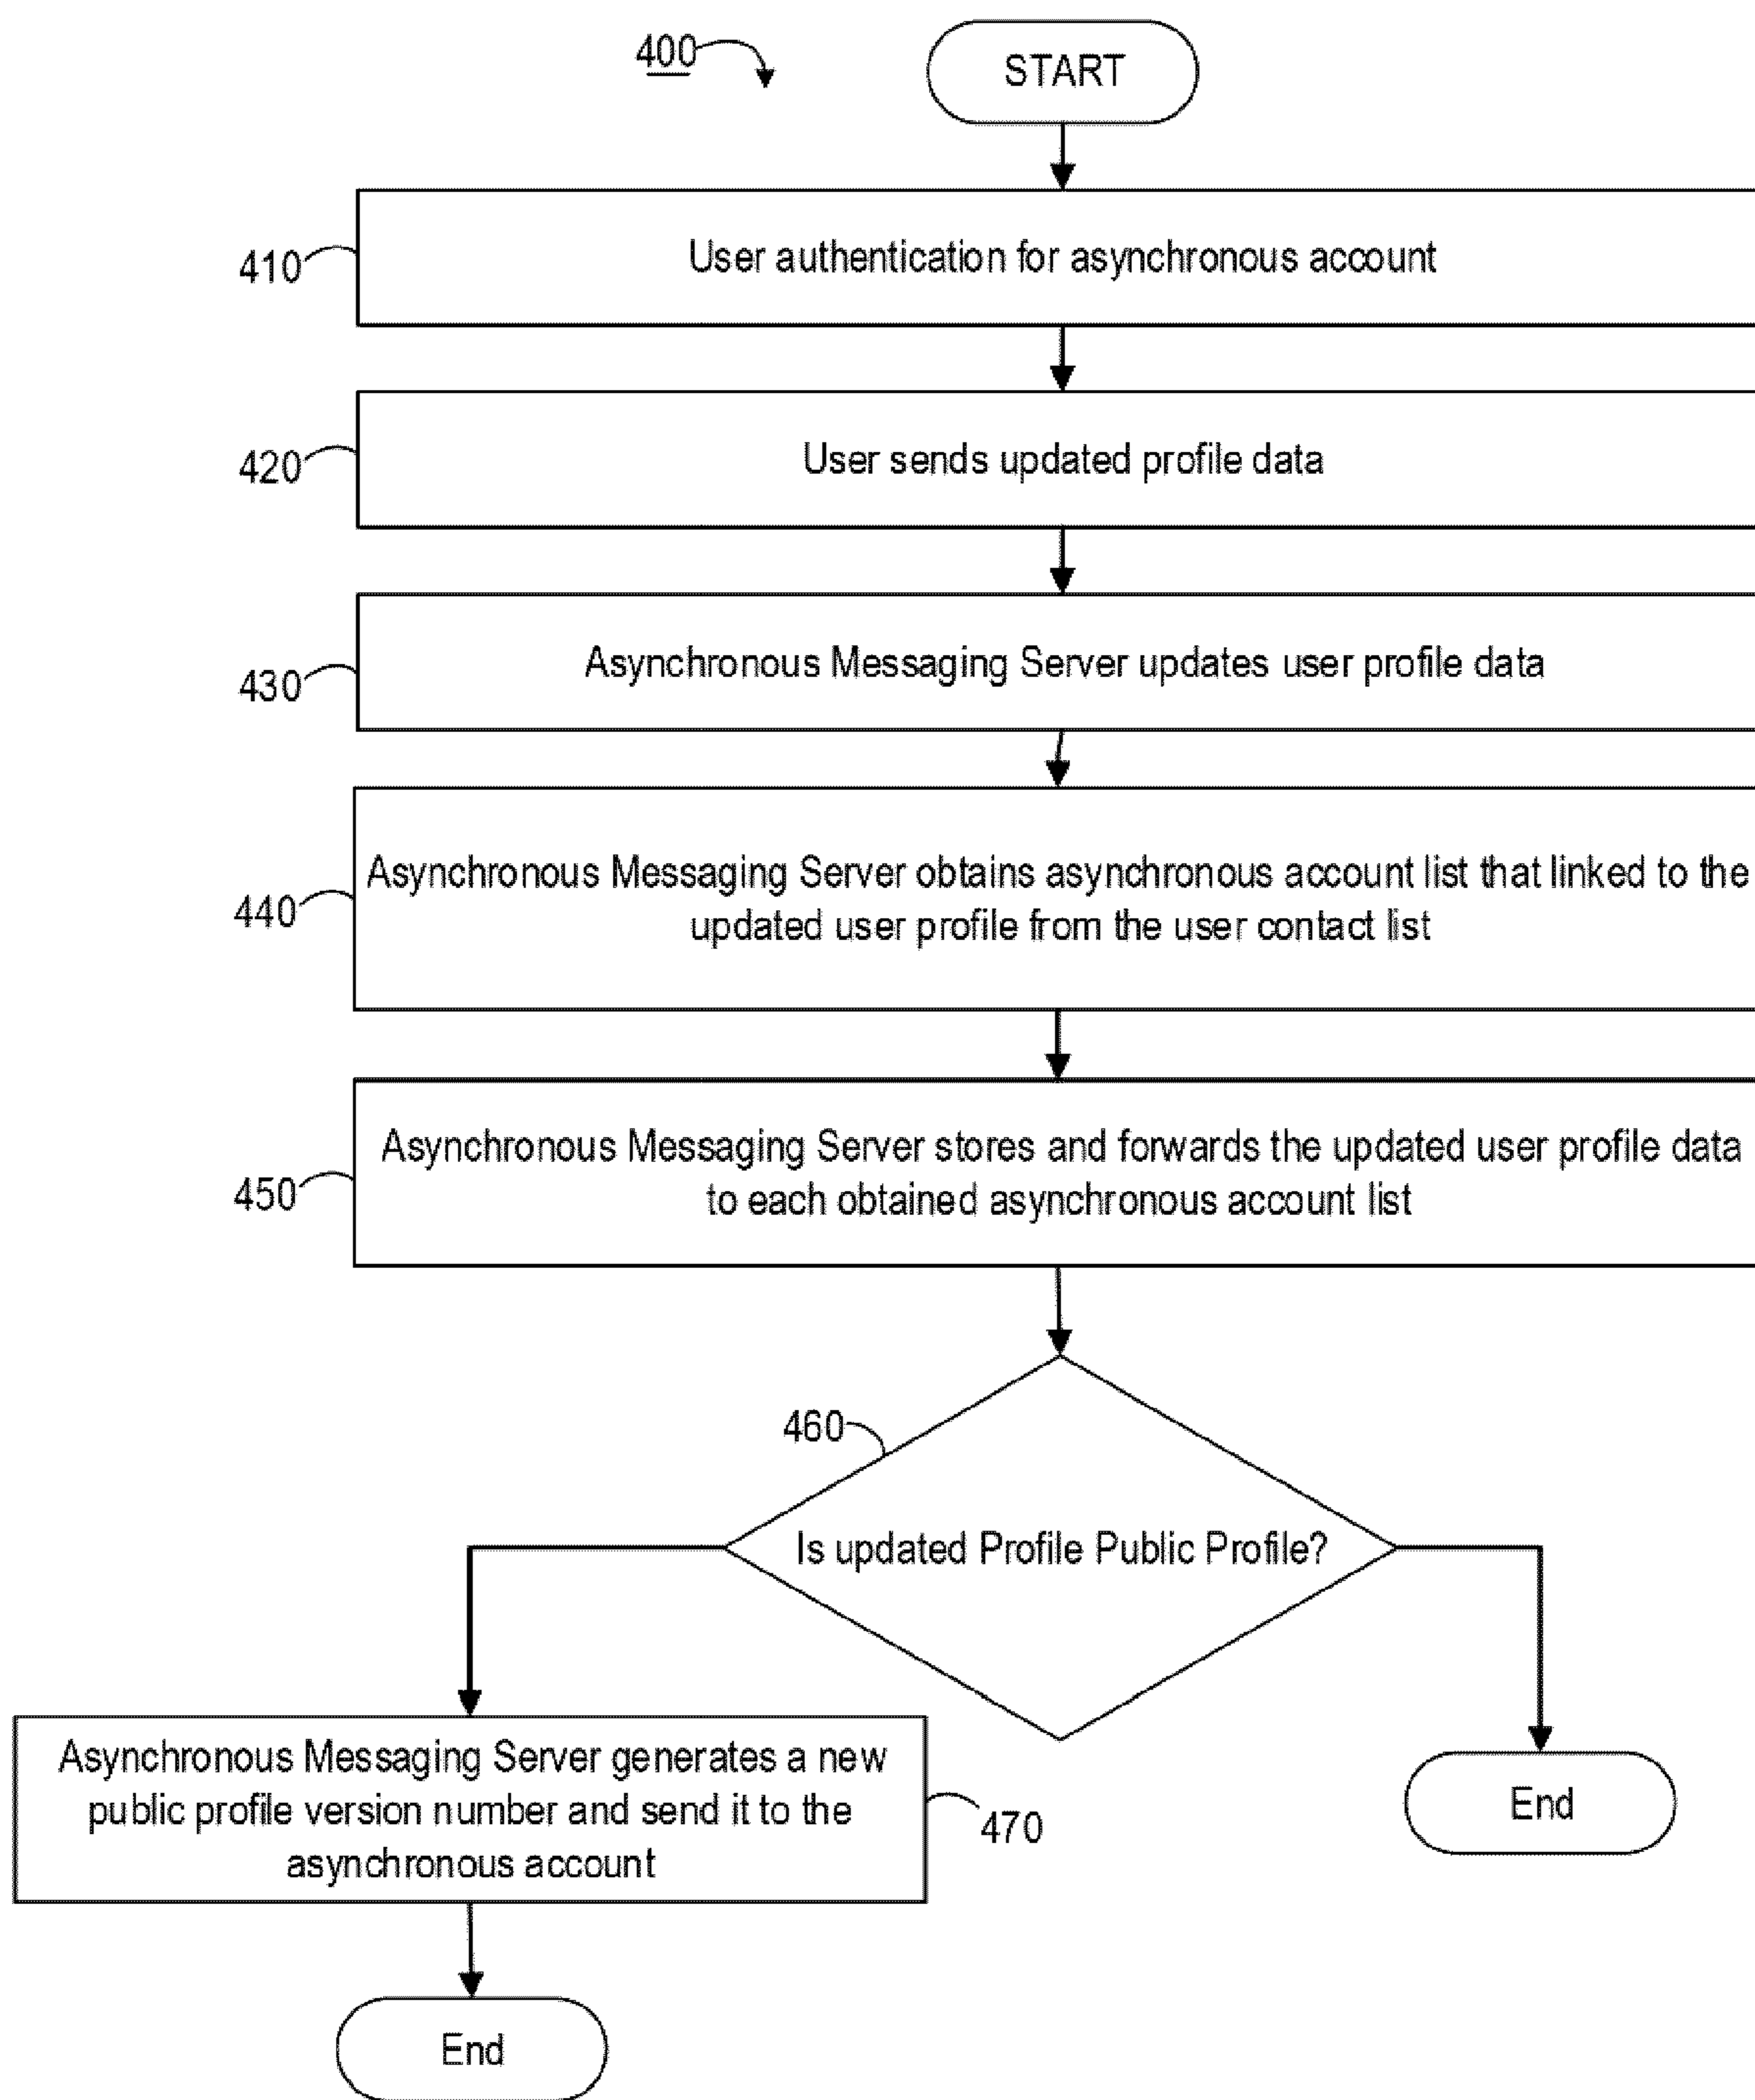 400
START
410
User authentication for asynchronous account
420
User sends updated profile data
430
Asynchronous Messaging Server updates user profile data
440
Asynchronous Messaging Server obtains asynchronous account list that linked to the
updated user profile from the user contact list
450
Asynchronous Messaging Server stores and forwards the updated user profile data
to each obtained asynchronous account list
460
Is updated Profile Public Profile?
Asynchronous Messaging Server generates a new
public profile version number and send it to the
asynchronous account
470
End
End